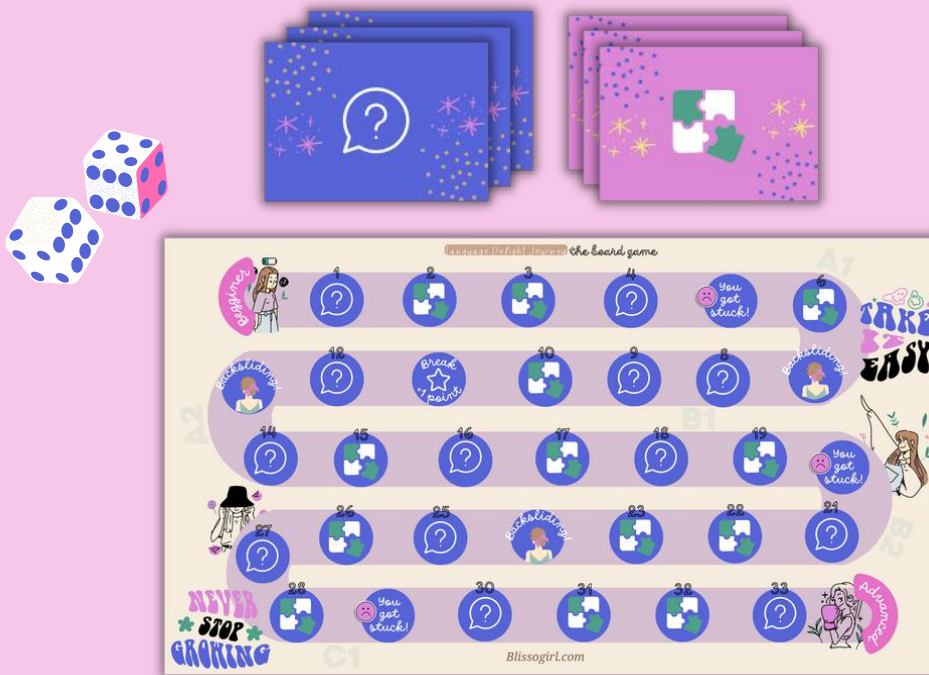 ? ?
Language Delight Journey the board game
A1
Begginer
1 2 3 4 6
? ? You
got
stuck!
TAKE
IT
EASY
12 10 9 8
Backsliding! ? Break
+1 point
? ? Backsliding!
A2
B1
14 15 16 17 18 19
? ? ? You
got
stuck!
26 25 23 22 21
? Backsliding! ?
B2
27
?
28 30 31 32 33
You
got
stuck!
? ?
Advanced
NEVER
STOP
GROWING
C1
Blissogirl.com